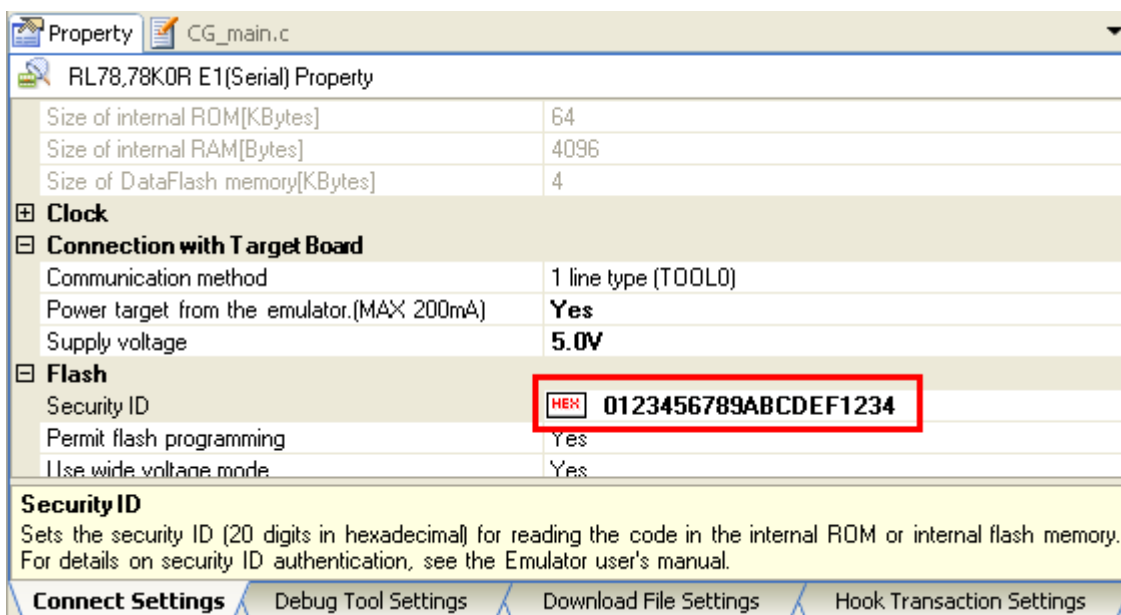 Property CG_main.c
RL78,78K0R E1(Serial) Property
Size of internal ROM[KBytes] 64
Size of internal RAM[Bytes] 4096
Size of DataFlash memory[KBytes] 4
Clock
Connection with Target Board
Communication method 1 line type (TOOL0)
Power target from the emulator.(MAX 200mA) Yes
Supply voltage 5.0V
Flash
Security ID HEX 0123456789ABCDEF1234
Permit flash programming Yes
Use wide voltage mode Yes
Security ID
Sets the security ID (20 digits in hexadecimal) for reading the code in the internal ROM or internal flash memory.
For details on security ID authentication, see the Emulator user's manual.
Connect Settings Debug Tool Settings Download File Settings Hook Transaction Settings